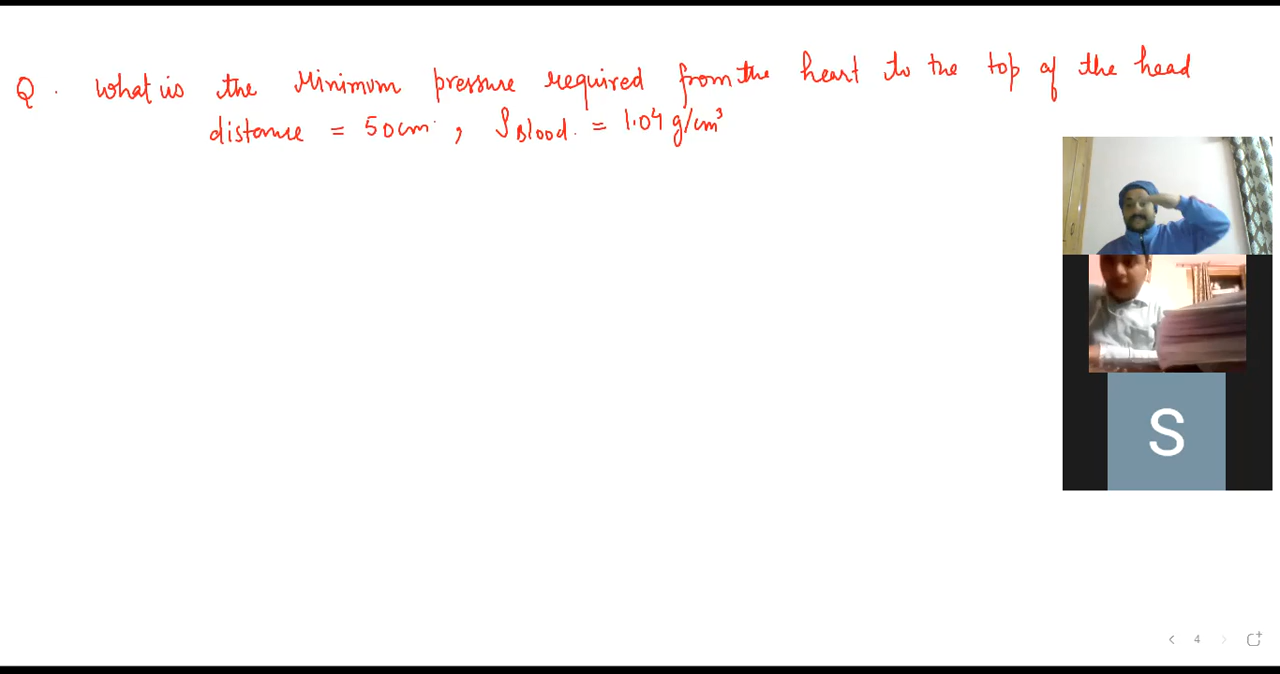 Q. What is the Minimum pressure required from the heart to the top of the head
distance = 50cm , ρBlood. = 1.04 g/cm³
S
< 4 >